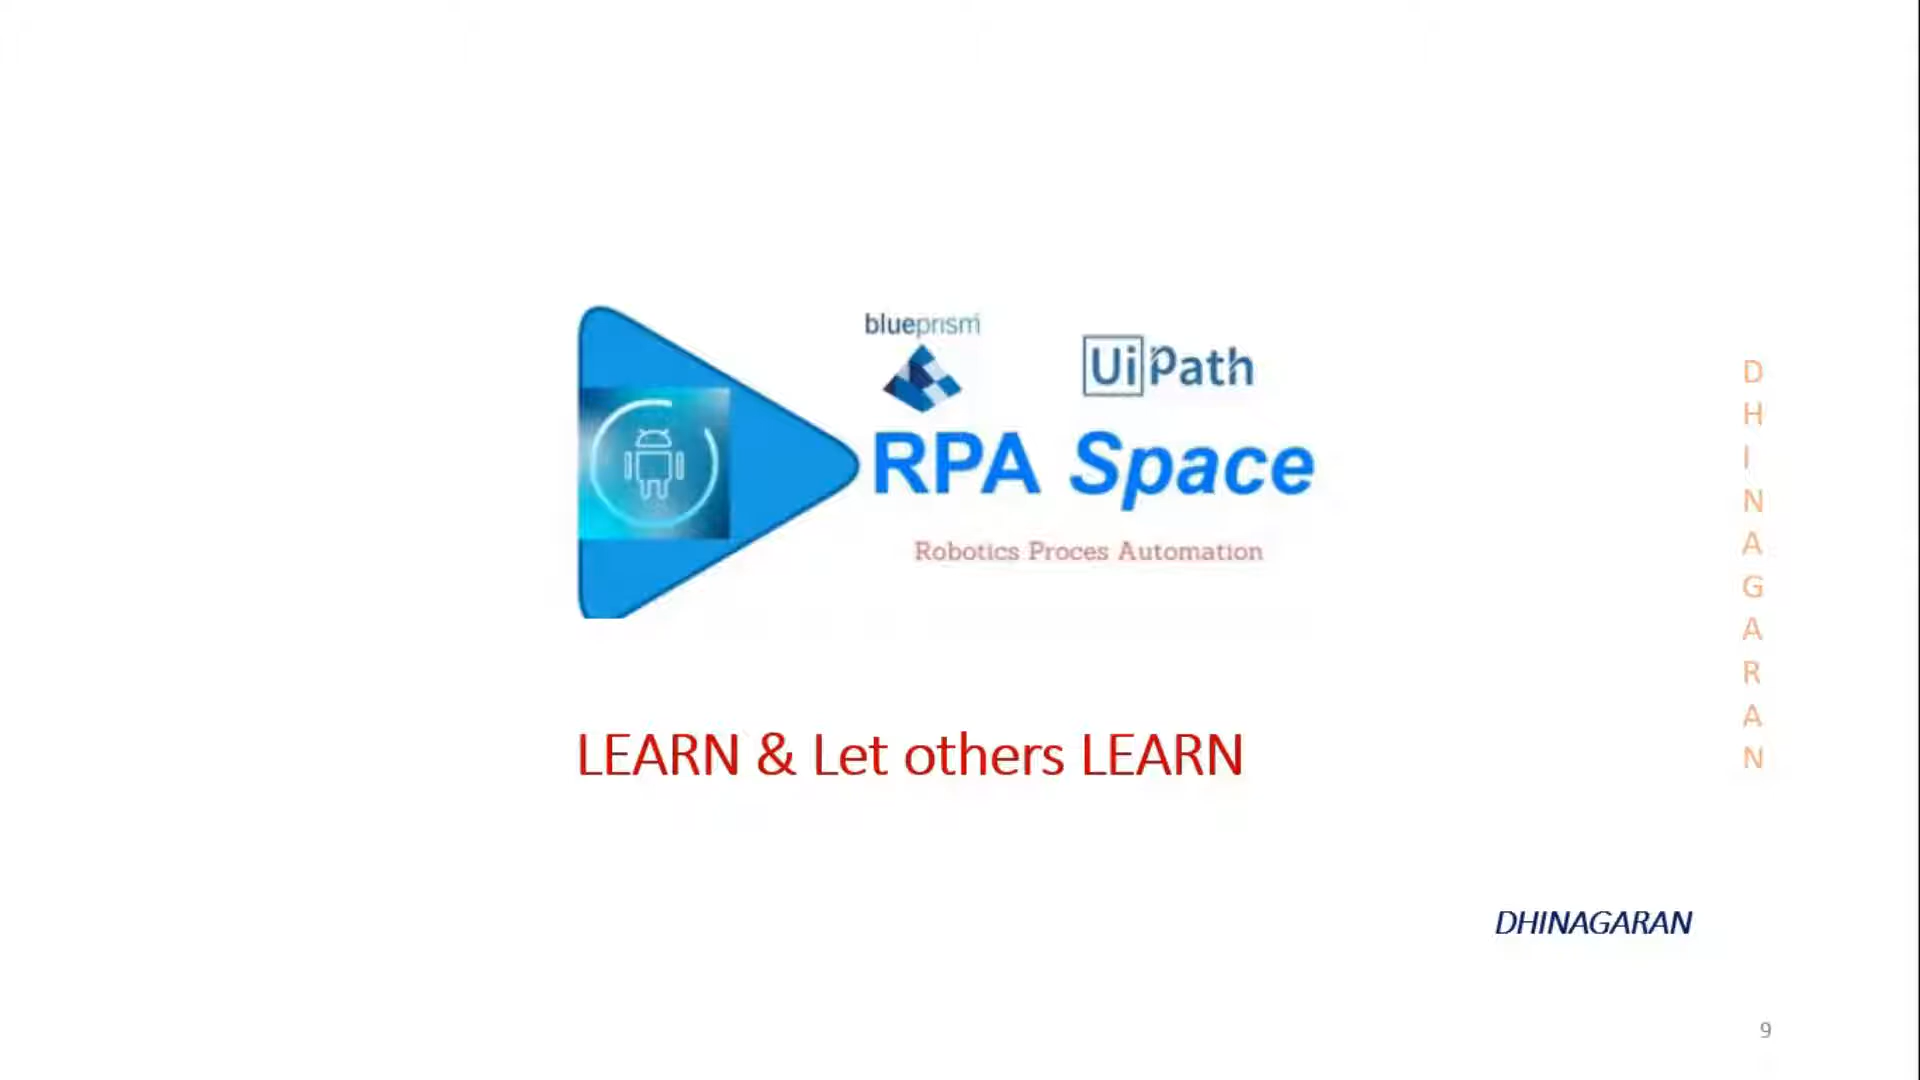 blueprism
UiPath
RPA Space
Robotics Proces Automation
LEARN & Let others LEARN
D
H
I
N
A
G
A
R
A
N
DHINAGARAN
9